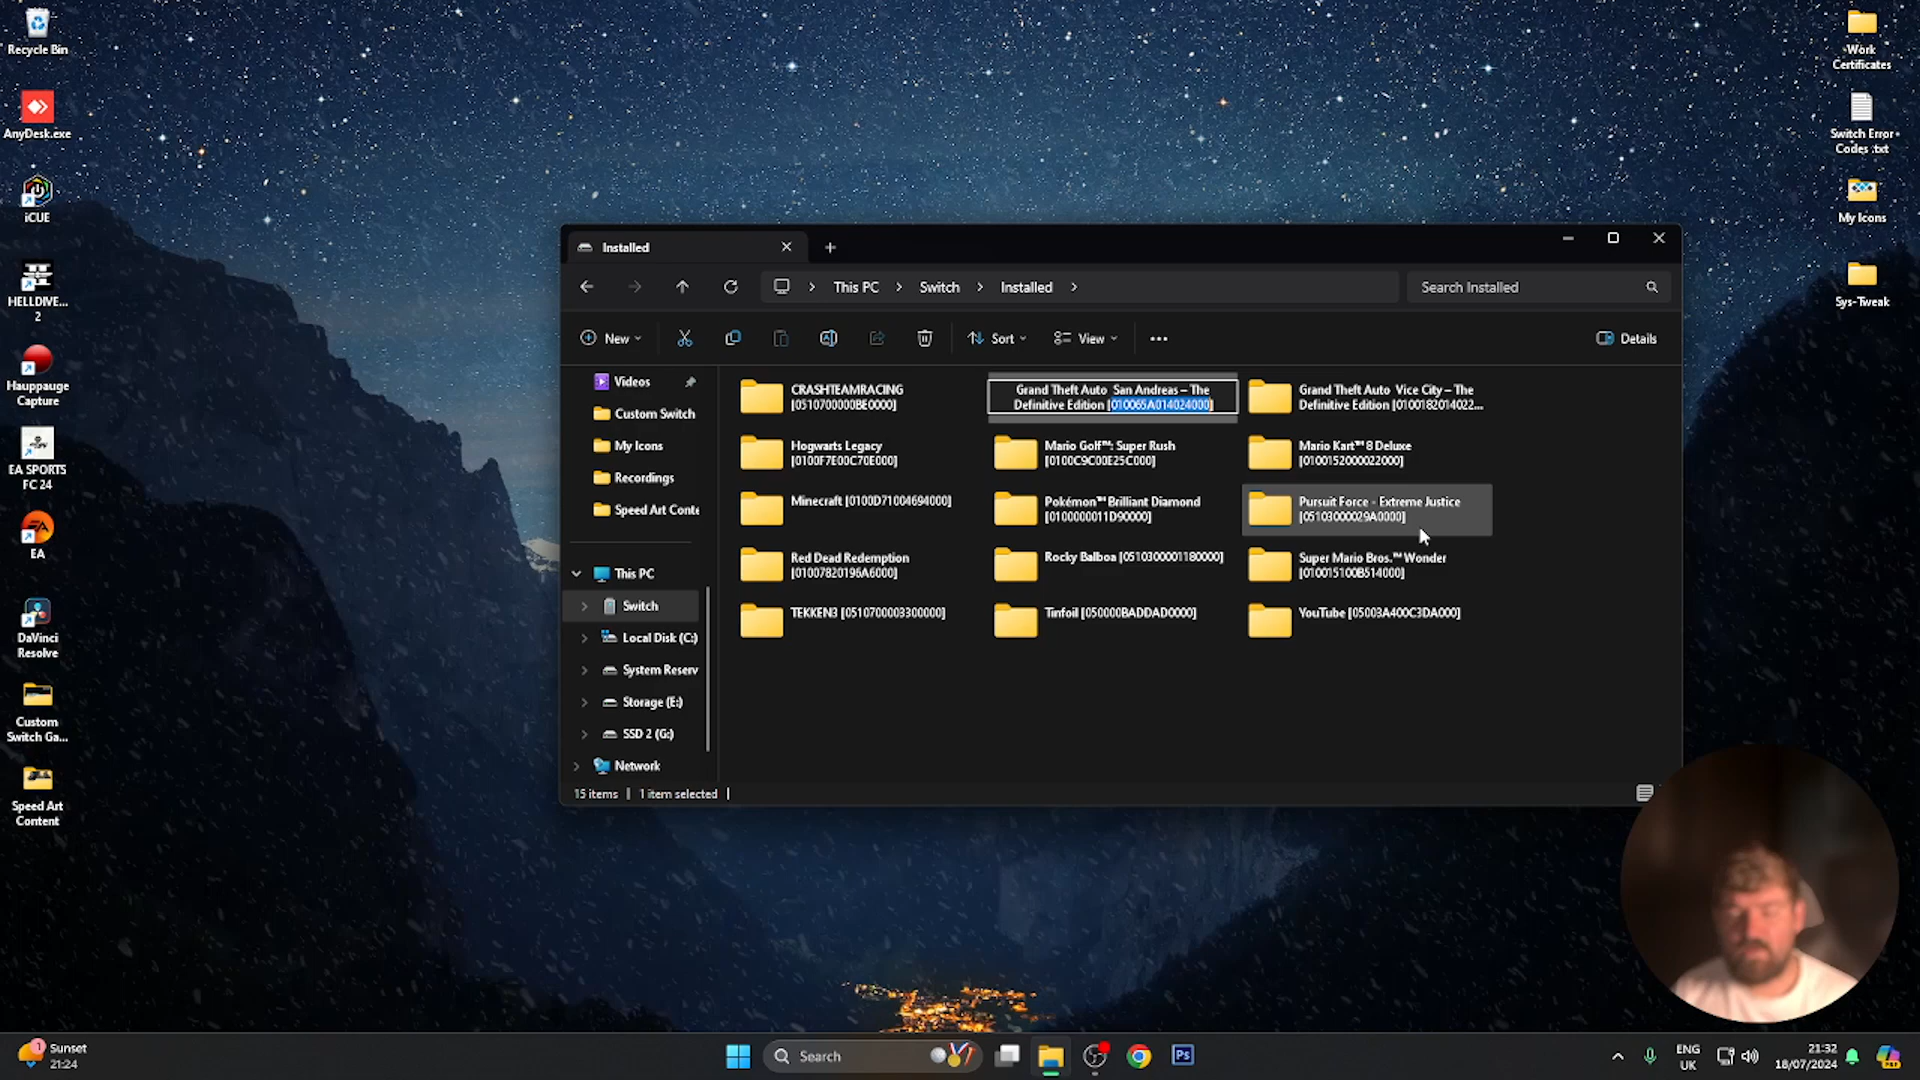 Recycle Bin
AnyDesk.exe
iCUE
HELLDIVE...
2
Hauppauge
Capture
EA SPORTS
FC 24
EA
DaVinci
Resolve
Custom
Switch Ga...
Speed Art
Content
Work
Certificates
Switch Error
Codes .txt
My Icons
Sys-Tweak
Installed
This PC
Switch
Installed
Search Installed
New
Sort
View
Details
Videos
Custom Switch
My Icons
Recordings
Speed Art Conte
This PC
Switch
Local Disk (C:)
System Reserv
Storage (E:)
SSD 2 (G:)
Network
CRASHTEAMRACING
[0510700000BE0000]
Grand Theft Auto  San Andreas – The
Definitive Edition [010065A014024000]
Grand Theft Auto  Vice City – The
Definitive Edition [0100182014022...
Hogwarts Legacy
[0100F7E00C70E000]
Mario Golf™: Super Rush
[0100C9C00E25C000]
Mario Kart™ 8 Deluxe
[0100152000022000]
Minecraft [0100D71004694000]
Pokémon™ Brilliant Diamond
[0100000011D90000]
Pursuit Force - Extreme Justice
[05103000029A0000]
Red Dead Redemption
[01007820196A6000]
Rocky Balboa [0510300001180000]
Super Mario Bros.™ Wonder
[010015100B514000]
TEKKEN3 [0510700003300000]
Tinfoil [050000BADDAD0000]
YouTube [05003A400C3DA000]
15 items
1 item selected
1
Sunset
21:24
Search
Ps
ENG
UK
21:32
18/07/2024